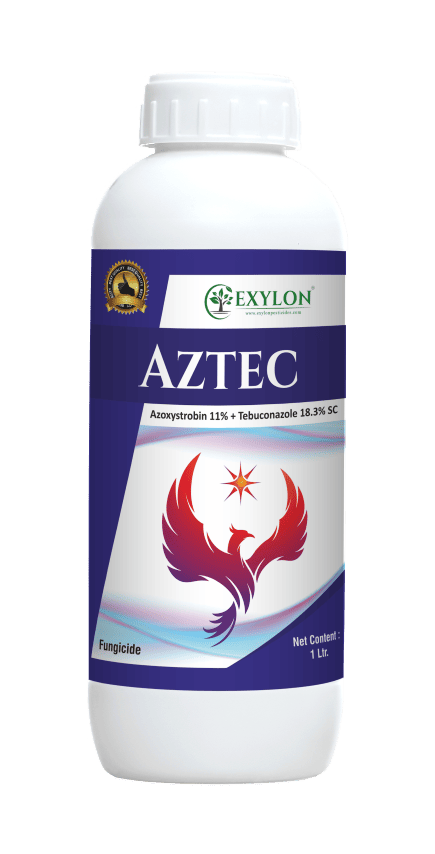 EXYLON®
www.exylonpesticides.com
AZTEC
Azoxystrobin 11% + Tebuconazole 18.3% SC
Fungicide
Net Content :
1 Ltr.